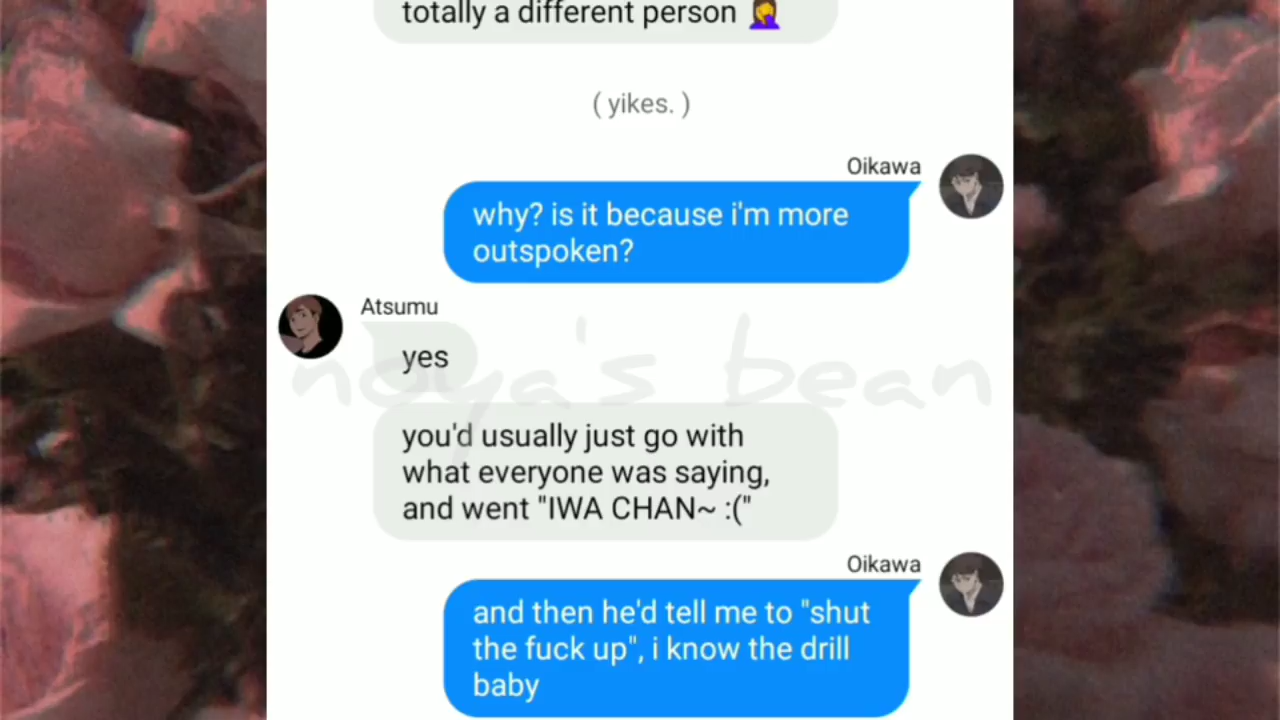 totally a different person 🤦‍♀️
( yikes. )
Oikawa
why? is it because i'm more
outspoken?
Atsumu
yes
noya's bean
you'd usually just go with
what everyone was saying,
and went "IWA CHAN~ :("
Oikawa
and then he'd tell me to "shut
the fuck up", i know the drill
baby